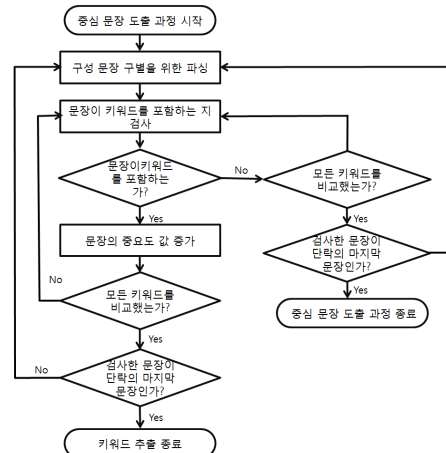 중심 문장 도출 과정 시작
구성 문장 구별을 위한 파싱
문장이 키워드를 포함하는 지
검사
문장이키워드
를 포함하는
가?
No
모든 키워드를
비교했는가?
Yes
Yes
문장의 중요도 값 증가
검사한 문장이
단락의 마지막
문장인가?
No
모든 키워드를
비교했는가?
Yes
중심 문장 도출 과정 종료
Yes
No
검사한 문장이
단락의 마지막
문장인가?
Yes
키워드 추출 종료